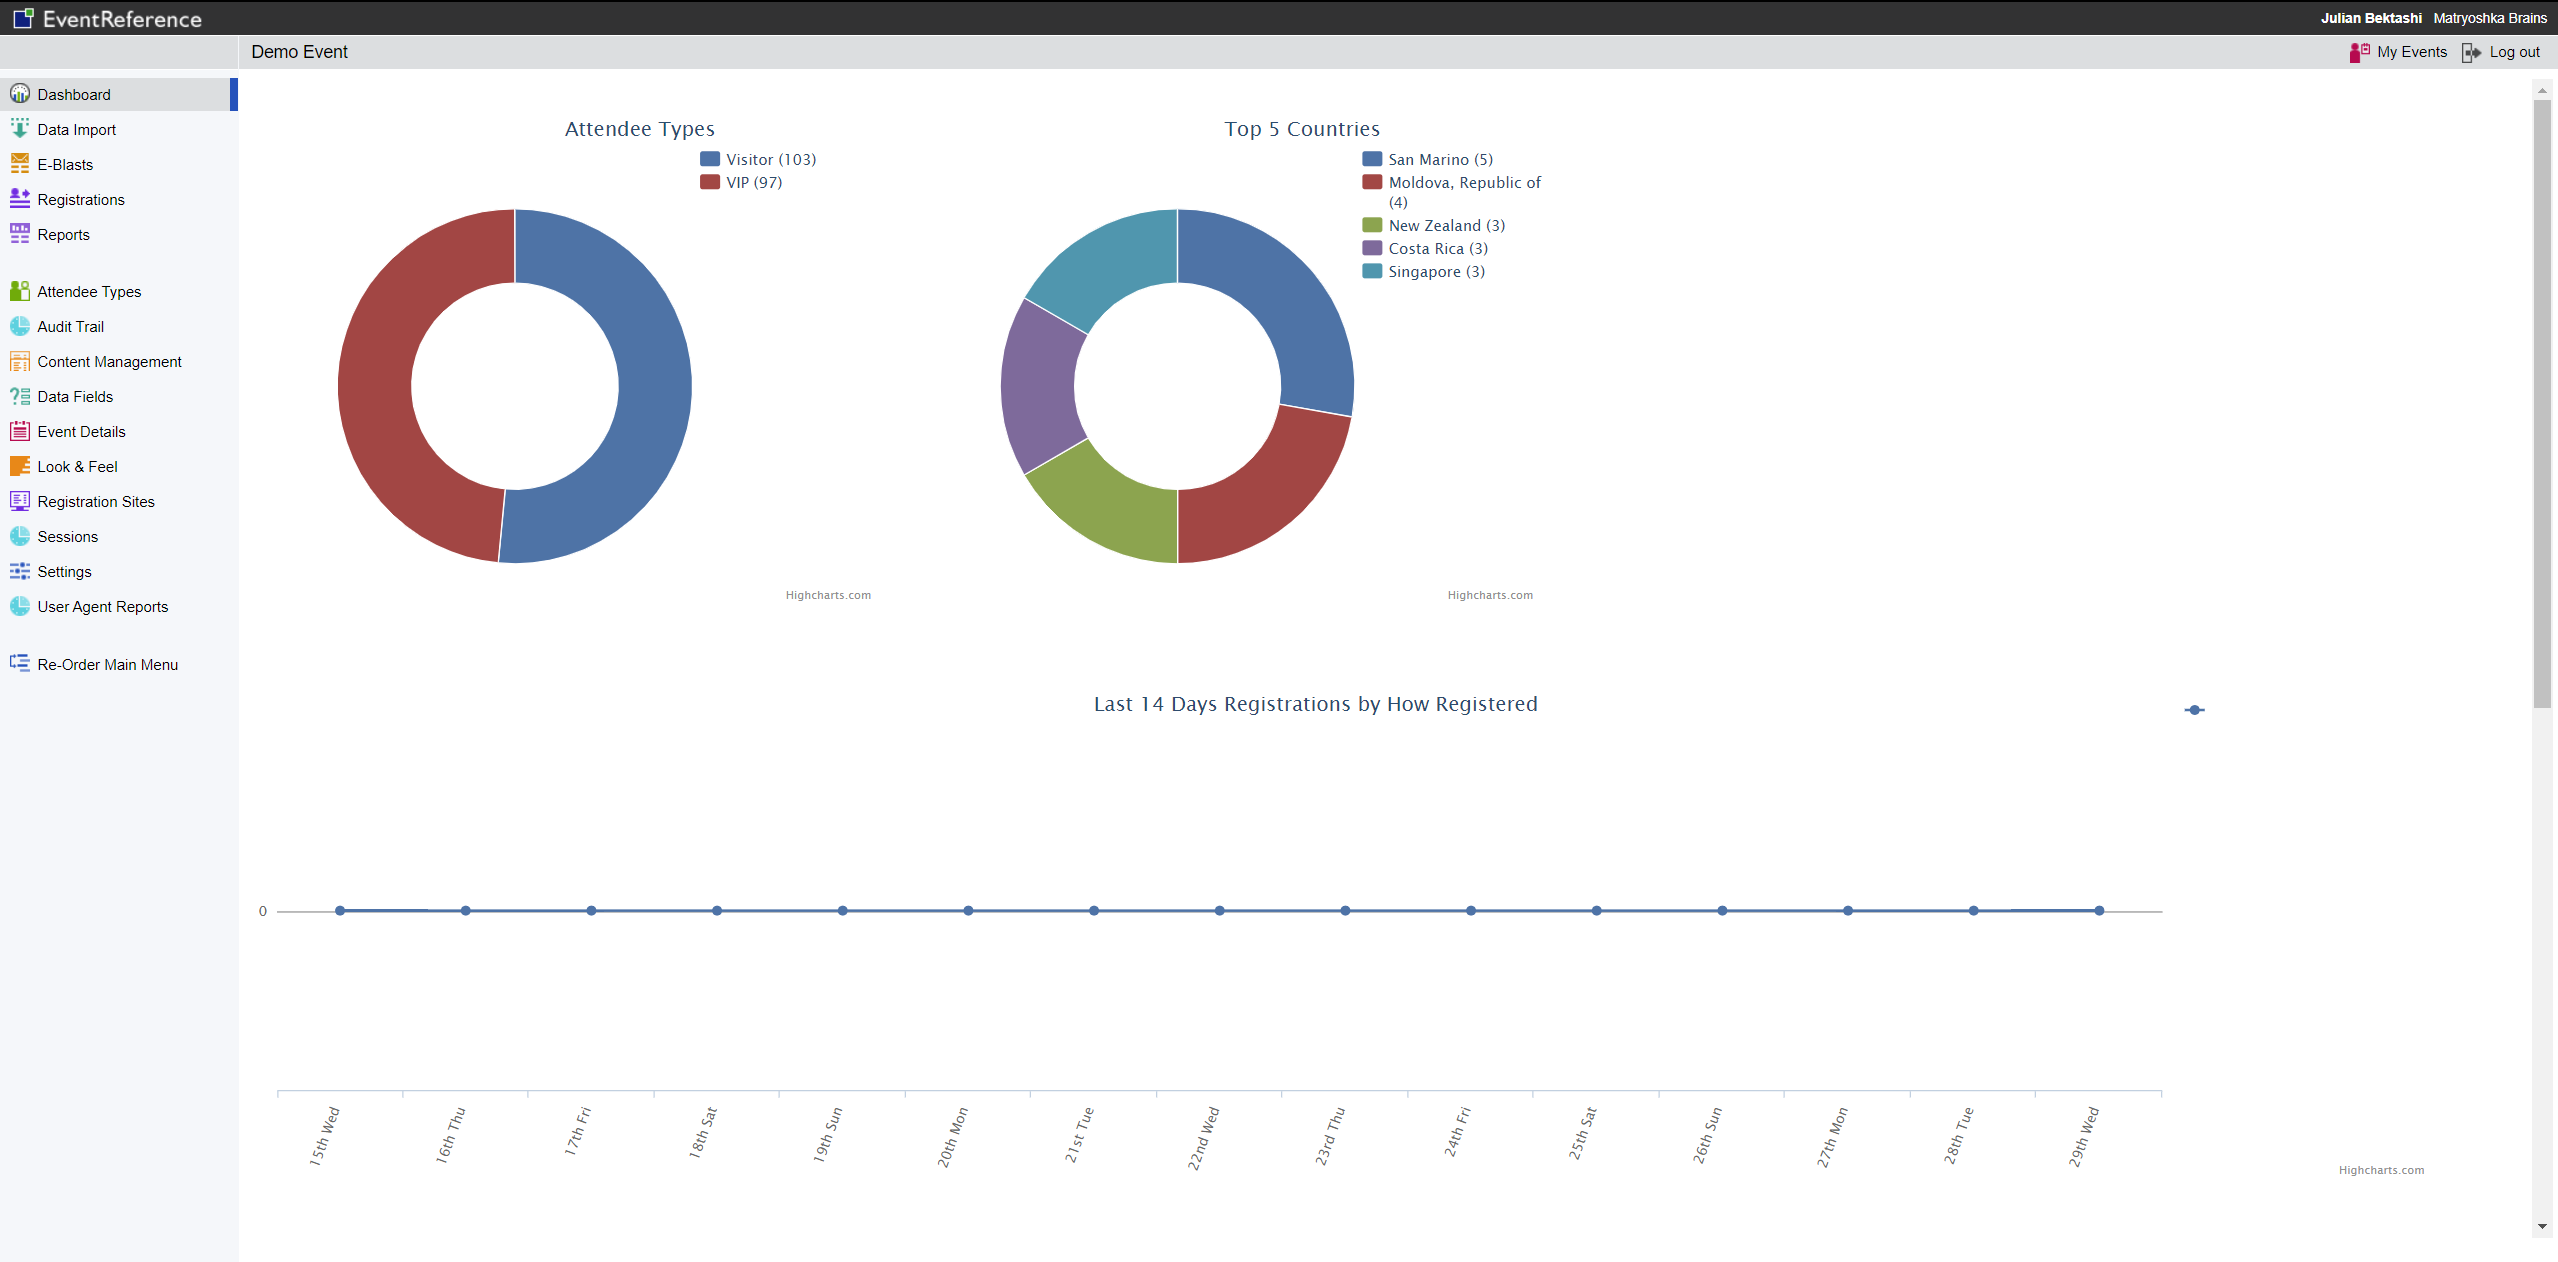 EventReference
Julian Bektashi Matryoshka Brains
Demo Event
My Events Log out
Dashboard
Data Import
E-Blasts
Registrations
Reports
Attendee Types
Audit Trail
Content Management
Data Fields
Event Details
Look & Feel
Registration Sites
Sessions
Settings
User Agent Reports
Re-Order Main Menu
Attendee Types
Visitor (103)
VIP (97)
Highcharts.com
Top 5 Countries
San Marino (5)
Moldova, Republic of
(4)
New Zealand (3)
Costa Rica (3)
Singapore (3)
Highcharts.com
Last 14 Days Registrations by How Registered
0
15th Wed
16th Thu
17th Fri
18th Sat
19th Sun
20th Mon
21st Tue
22nd Wed
23rd Thu
24th Fri
25th Sat
26th Sun
27th Mon
28th Tue
29th Wed
Highcharts.com